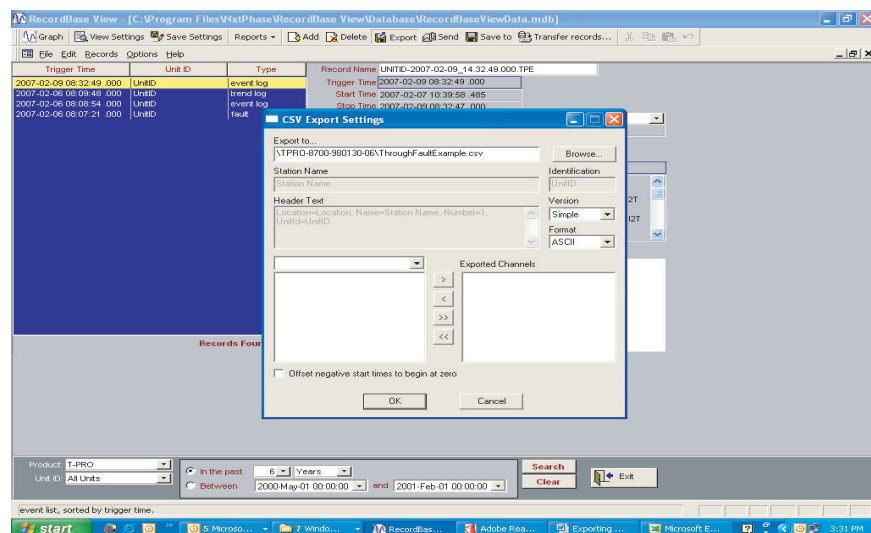 RecordBase View - [C:\Program Files\NxtPhase\RecordBase View\Database\RecordBaseViewData.mdb]
Graph View Settings Save Settings Reports Add Delete Export Send Save to Transfer records...
File Edit Records Options Help
Trigger Time Unit ID Type
2007-02-09 08:32:49 .000 UnitID event log
2007-02-06 08:09:48 .000 UnitID trend log
2007-02-06 08:08:54 .000 UnitID event log
2007-02-06 08:07:21 .000 UnitID fault
Record Name UNITID-2007-02-09_14.32.49.000.TPE
Trigger Time 2007-02-09 08:32:49 .000
Start Time 2007-02-07 10:39:58 .485
Stop Time 2007-02-09 08:32:47 .000
CSV Export Settings
Export to...
\TPRO-8700-980130-06\ThroughFaultExample.csv Browse...
Station Name Identification
Station Name UnitID
Header Text Version
Location=Location, Name=Station Name, Number=1,
UnitId=UnitID
Simple
Format
ASCII
Exported Channels
>
<
>>
<<
Offset negative start times to begin at zero
OK Cancel
2T
I2T
Records Four
Product T-PRO
Unit ID All Units
In the past 6 Years
Between 2000-May-01 00:00:00 and 2001-Feb-01 00:00:00
Search
Clear
Exit
event list, sorted by trigger time.
start 5 Microso... 7 Windo... RecordBas... Adobe Rea... Exporting ... Microsoft E... 3:31 PM